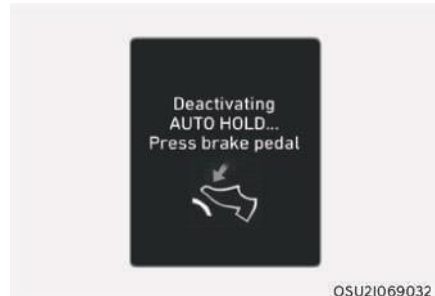 Deactivating
AUTO HOLD...
Press brake pedal
OSU2I069032